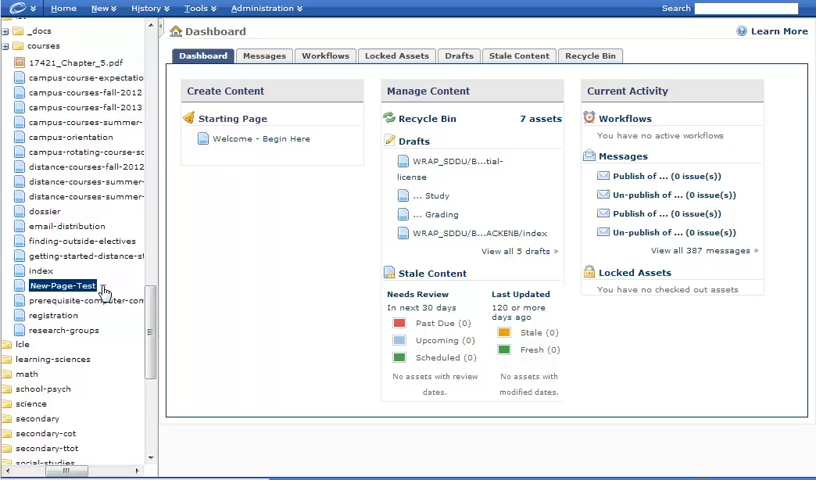 Home New History Tools Administration Search
_docs
courses
17421_Chapter_5.pdf
campus-course-expectatio
campus-courses-fall-2012
campus-courses-fall-2013
campus-courses-summer-
campus-orientation
campus-rotating-course-sc
distance-courses-fall-2012
distance-courses-summer-
distance-courses-summer-
dossier
email-distribution
finding-outside-electives
getting-started-distance-s
index
New-Page-Test
prerequisite-computer-com
registration
research-groups
lcle
learning-sciences
math
school-psych
science
secondary
secondary-cot
secondary-ttot
social-studies
Dashboard
Learn More
Dashboard Messages Workflows Locked Assets Drafts Stale Content Recycle Bin
Create Content
Starting Page
Welcome - Begin Here
Manage Content
Recycle Bin 7 assets
Drafts
WRAP_SDDU/B...tial-
license
... Study
... Grading
WRAP_SDDU/B...ACKENB/index
View all 5 drafts »
Stale Content
Needs Review
In next 30 days
Past Due (0)
Upcoming (0)
Scheduled (0)
No assets with review
dates.
Last Updated
120 or more
days ago
Stale (0)
Fresh (0)
No assets with
modified dates.
Current Activity
Workflows
You have no active workflows
Messages
Publish of ... (0 issue(s))
Un-publish of ... (0 issue(s))
Publish of ... (0 issue(s))
Un-publish of ... (0 issue(s))
View all 387 messages »
Locked Assets
You have no checked out assets